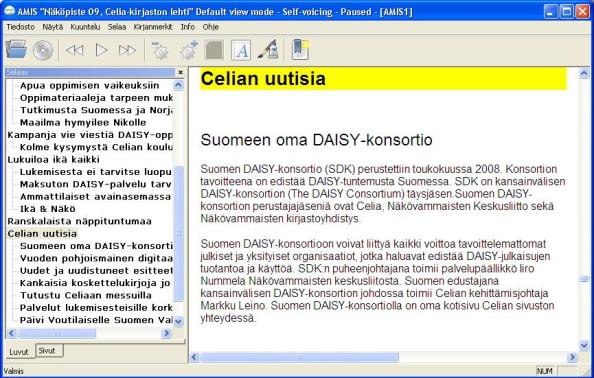 AMIS "Näköpiste 09, Celia-kirjaston lehti" Default view mode - Self-voicing - Paused - [AMIS1]
Tiedosto Näytä Kuuntelu Selaa Kirjanmerkit Info Ohje
Selaus
Apua oppimisen vaikeuksiin
Oppimateriaaleja tarpeen muk
Tutkimusta Suomessa ja Norja
Maailma hymyilee Nikolle
Kampanja vie viestiä DAISY-opp
Kolme kysymystä Celian koulu
Lukuiloa ikä kaikki
Lukemisesta ei tarvitse luopu
Maksuton DAISY-palvelu tarv
Ammattilaiset avainasemassa
Ikä & Näkö
Ranskalaista näppituntumaa
Celian uutisia
Suomeen oma DAISY-konsorti
Vuoden pohjoismainen digitaa
Uudet ja uudistuneet esitteet
Kankaisia koskettelukirjoja jo
Tutustu Celiaan messuilla
Palvelut lukemisesteisille kork
Päivi Voutilaiselle Suomen Val
Luvut Sivut
Celian uutisia
Suomeen oma DAISY-konsortio
Suomen DAISY-konsortio (SDK) perustettiin toukokuussa 2008. Konsortion
tavoitteena on edistää DAISY-tuntemusta Suomessa. SDK on kansainvälisen
DAISY-konsortion (The DAISY Consortium) täysjäsen.Suomen DAISY-
konsortion perustajajäseniä ovat Celia, Näkövammaisten Keskusliitto sekä
Näkövammaisten kirjastoyhdistys.
Suomen DAISY-konsortioon voivat liittyä kaikki voittoa tavoittelemattomat
julkiset ja yksityiset organisaatiot, jotka haluavat edistää DAISY-julkaisujen
tuotantoa ja käyttöä. SDK:n puheenjohtajana toimii palvelupäällikkö Iiro
Nummela Näkövammaisten keskusliitosta. Suomen edustajana
kansainvälisen DAISY-konsortion johdossa toimii Celian kehittämisjohtaja
Markku Leino. Suomen DAISY-konsortiolla on oma kotisivu Celian sivuston
yhteydessä.
Valmis
NUM